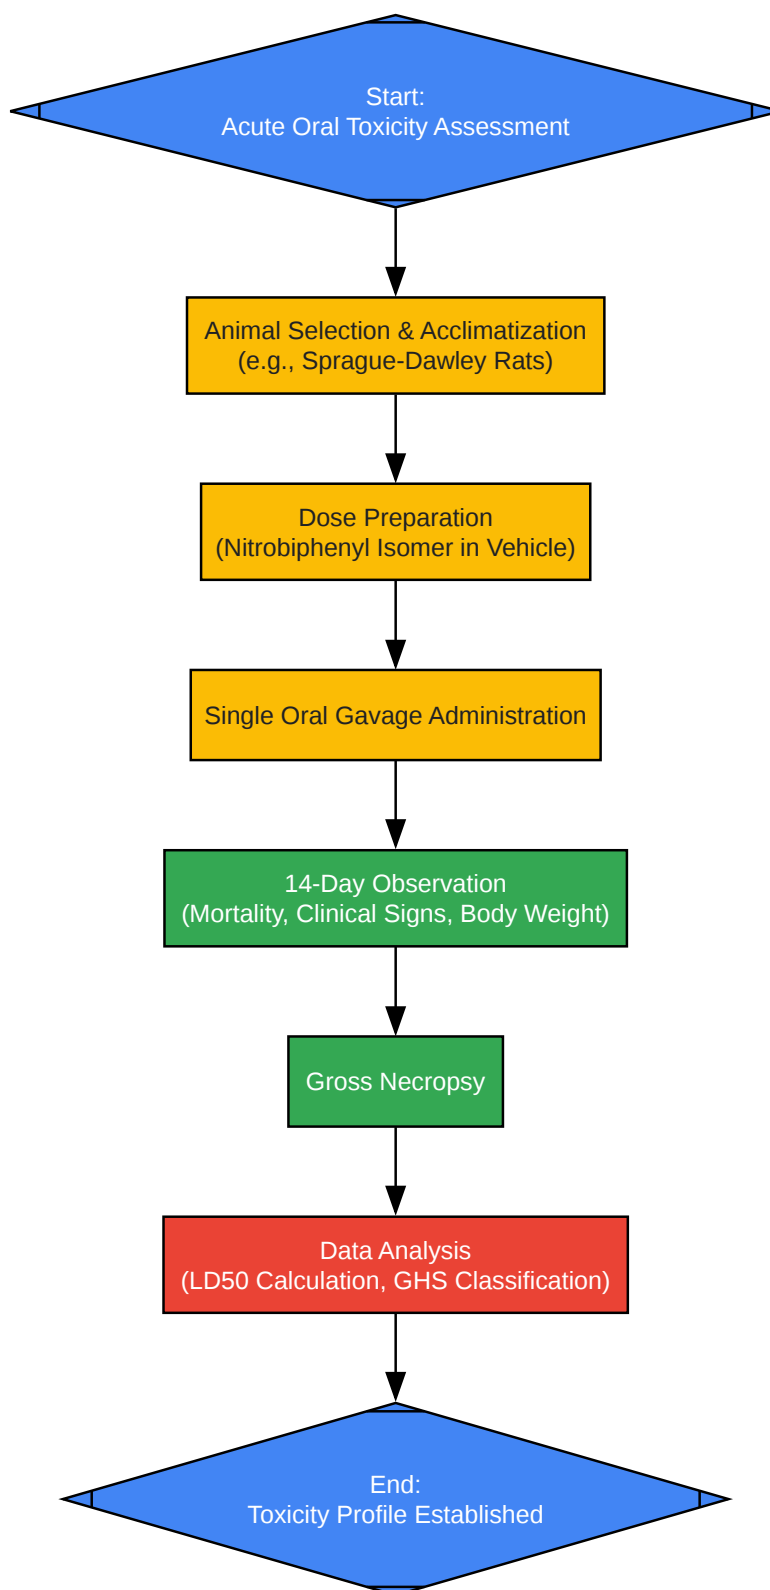 Start:
Acute Oral Toxicity Assessment
Animal Selection & Acclimatization
(e.g., Sprague-Dawley Rats)
Dose Preparation
(Nitrobiphenyl Isomer in Vehicle)
Single Oral Gavage Administration
14-Day Observation
(Mortality, Clinical Signs, Body Weight)
Gross Necropsy
Data Analysis
(LD50 Calculation, GHS Classification)
End:
Toxicity Profile Established